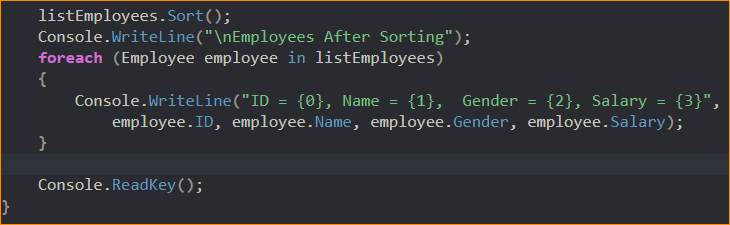 listEmployees.Sort();
Console.WriteLine("\nEmployees After Sorting");
foreach (Employee employee in listEmployees)
{
Console.WriteLine("ID = {0}, Name = {1},  Gender = {2}, Salary = {3}",
employee.ID, employee.Name, employee.Gender, employee.Salary);
}
Console.ReadKey();
}